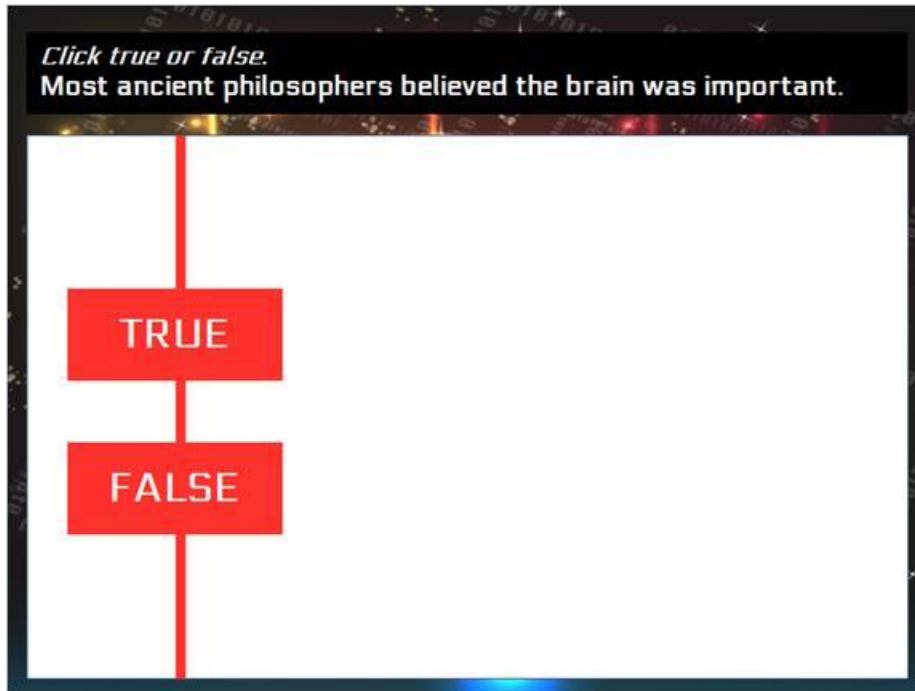 Click true or false.
Most ancient philosophers believed the brain was important.
TRUE
FALSE